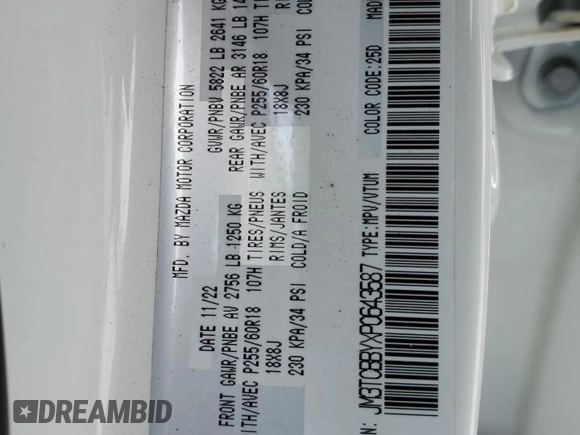 MFD. BY MAZDA MOTOR CORPORATION
DATE 11/22
GVWR/PNBV 5822 LB 2641 KG
FRONT GAWR/PNBE AV 2756 LB 1250 KG
REAR GAWR/PNBE AR 3146 LB
WITH/AVEC P255/60R18 107H TIRES/PNEUS
WITH/AVEC P255/60R18 107H
18X8J RIMS/JANTES
18X8J
230 KPA/34 PSI COLD/A FROID
230 KPA/34 PSI
COLOR CODE:25D
JM3TCBBYXP0643587 TYPE:MPV/VTUM
DREAMBID